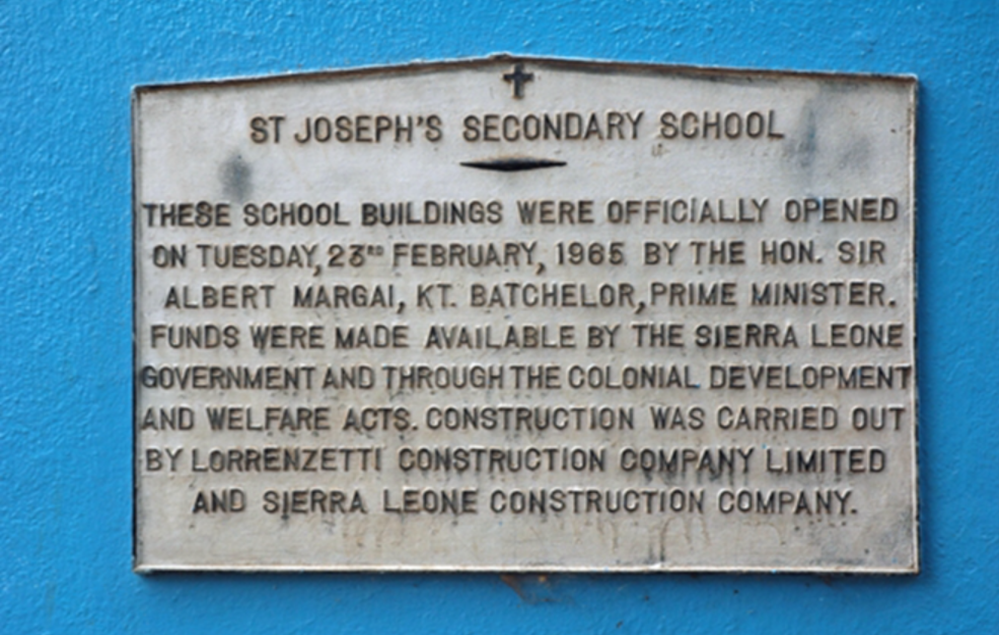 ST JOSEPH'S SECONDARY SCHOOL
THESE SCHOOL BUILDINGS WERE OFFICIALLY OPENED
ON TUESDAY, 23RD FEBRUARY, 1965 BY THE HON. SIR
ALBERT MARGAI, KT. BATCHELOR, PRIME MINISTER.
FUNDS WERE MADE AVAILABLE BY THE SIERRA LEONE
GOVERNMENT AND THROUGH THE COLONIAL DEVELOPMENT
AND WELFARE ACTS. CONSTRUCTION WAS CARRIED OUT
BY LORRENZETTI CONSTRUCTION COMPANY LIMITED
AND SIERRA LEONE CONSTRUCTION COMPANY.